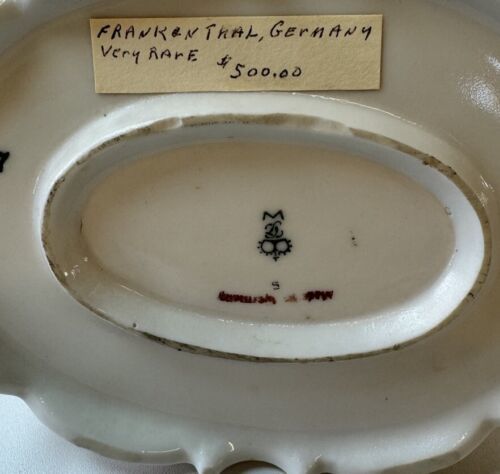 FRANKENTHAL, GERMANY
VERY RARE $500.00
M
S